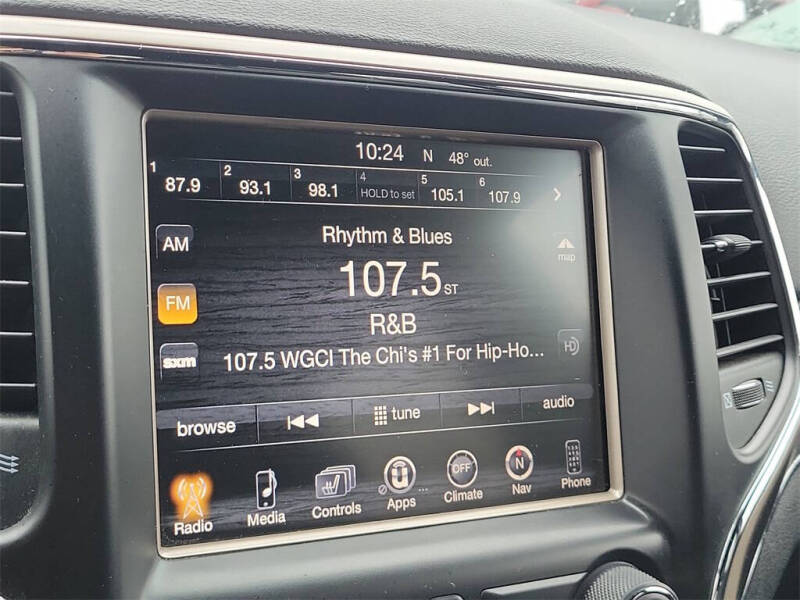 10:24 N 48° out.
1 87.9 2 93.1 3 98.1 4 HOLD to set 5 105.1 6 107.9
AM
Rhythm & Blues
map
FM
107.5 ST
R&B
sxm
107.5 WGCI The Chi's #1 For Hip-Ho...
HD
browse tune audio
OFF N
Radio Media Controls Apps ... Climate Nav Phone